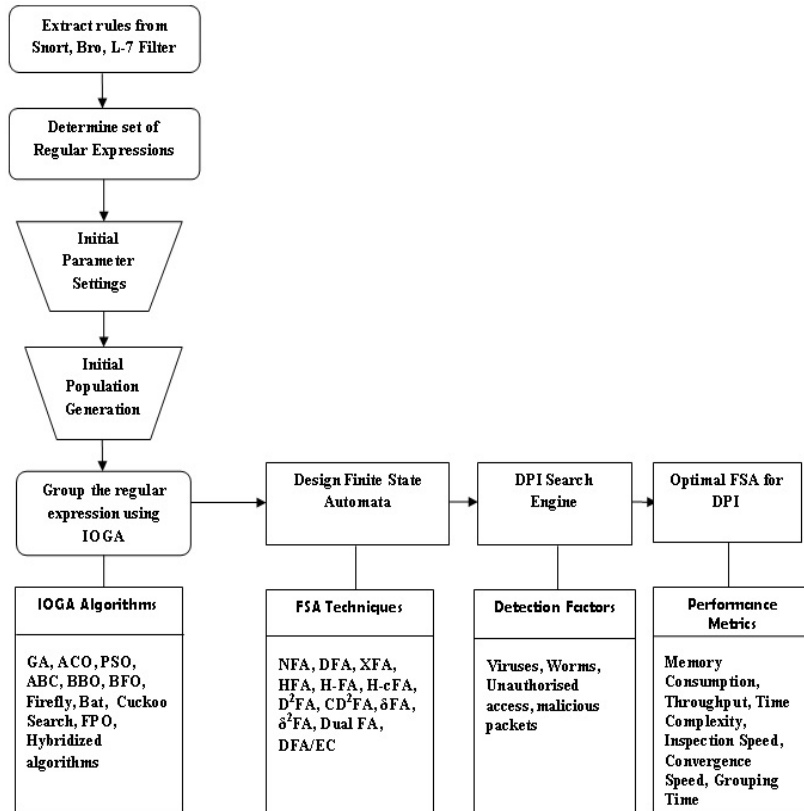 Extract rules from
Snort, Bro, L-7 Filter
Determine set of
Regular Expressions
Initial
Parameter
Settings
Initial
Population
Generation
Group the regular
expression using
IOGA
Design Finite State
Automata
DPI Search
Engine
Optimal FSA for
DPI
IOGA Algorithms
GA, ACO, PSO,
ABC, BBO, BFO,
Firefly, Bat, Cuckoo
Search, FPO,
Hybridized
algorithms
FSA Techniques
NFA, DFA, XFA,
HFA, H-FA, H-cFA,
D²FA, CD²FA, δFA,
δ²FA, Dual FA,
DFA/EC
Detection Factors
Viruses, Worms,
Unauthorised
access, malicious
packets
Performance
Metrics
Memory
Consumption,
Throughput, Time
Complexity,
Inspection Speed,
Convergence
Speed, Grouping
Time